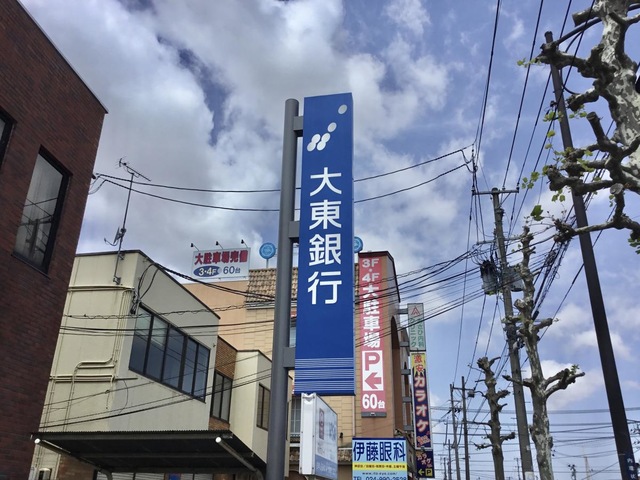 大東銀行
大駐車場完備
3・4F 60台
3F・4F
大駐車場
P
60台
カラオケ
伊藤眼科